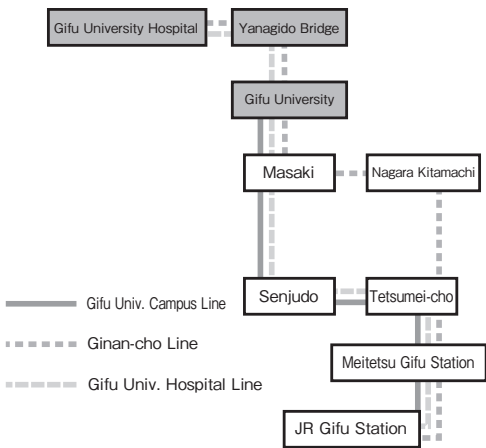 Gifu University Hospital
Yanagido Bridge
Gifu University
Masaki
Nagara Kitamachi
Senjudo
Tetsumei-cho
Gifu Univ. Campus Line
Ginan-cho Line
Meitetsu Gifu Station
Gifu Univ. Hospital Line
JR Gifu Station